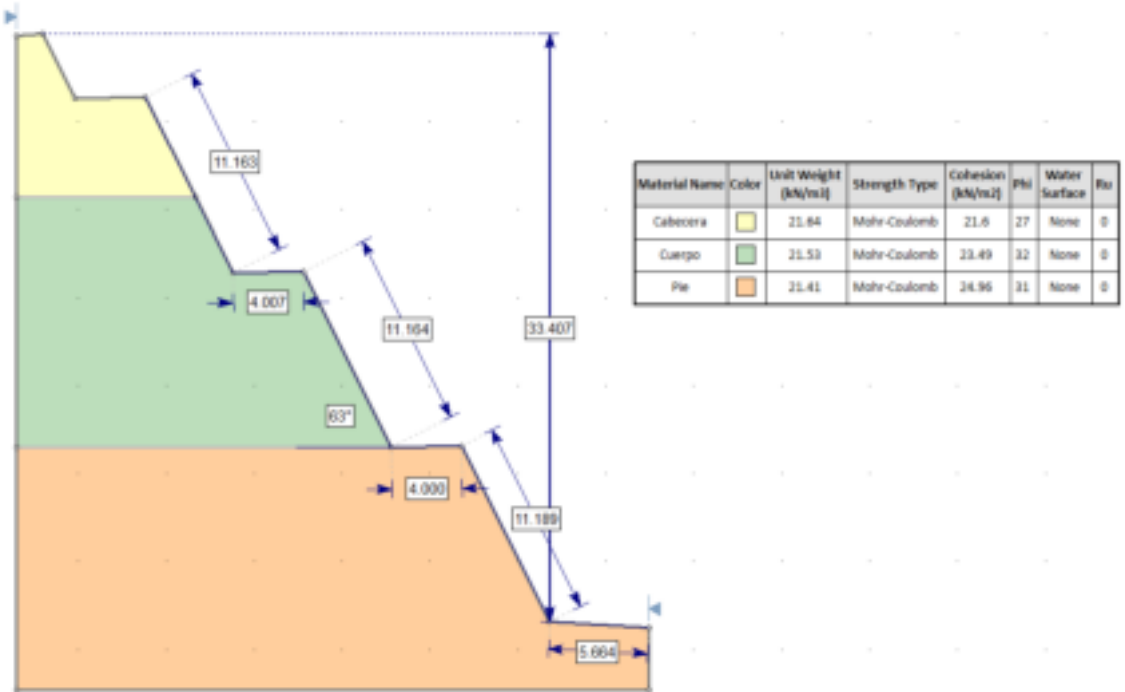 11.163
4.007
11.164
33.407
63°
4.000
11.189
5.664
Material Name Color Unit Weight (kN/m3) Strength Type Cohesion (kN/m2) Phi Water Surface Ru
Cabecera 21.64 Mohr-Coulomb 21.6 27 None 0
Cuerpo 21.53 Mohr-Coulomb 23.49 32 None 0
Pie 21.41 Mohr-Coulomb 24.96 31 None 0